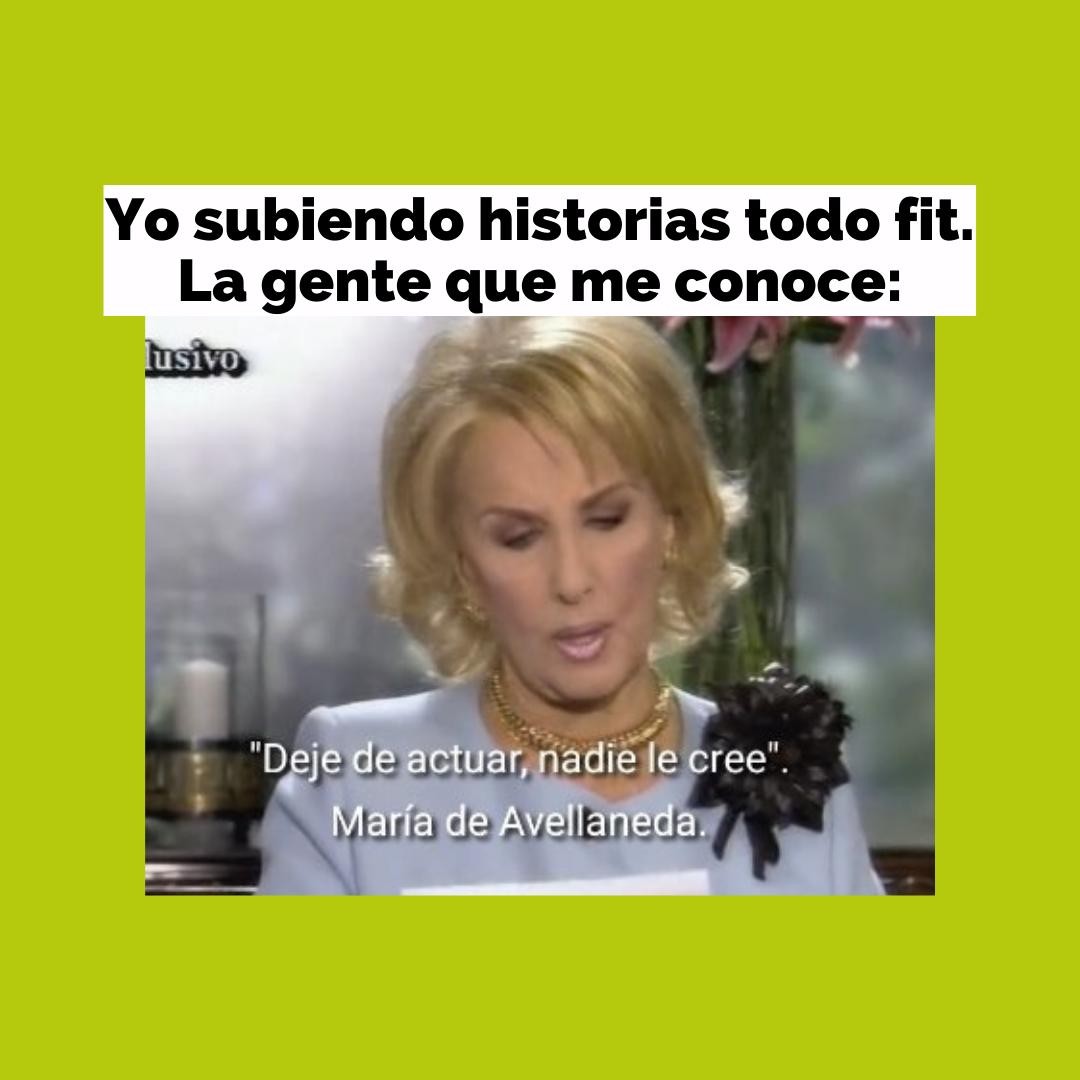 Yo subiendo historias todo fit.
La gente que me conoce:
lusivo
"Deje de actuar, nadie le cree".
María de Avellaneda.